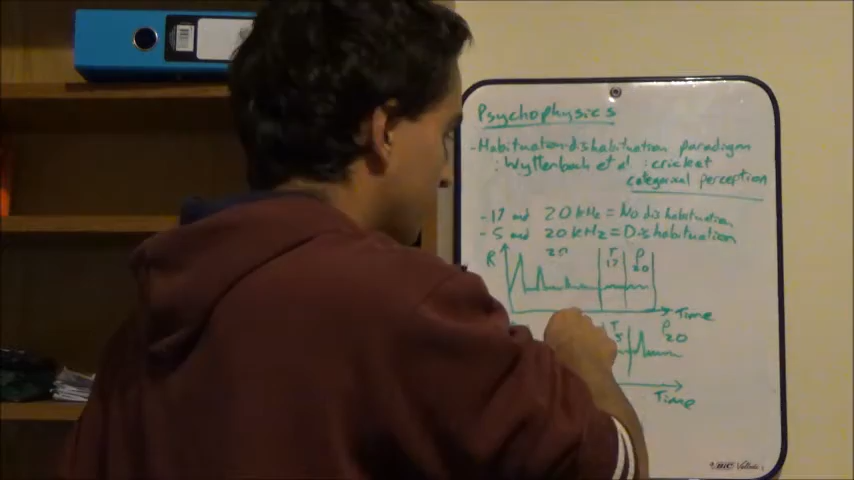 Psychophysics
-Habituation-dishabituation paradigm
: Wyttenbach et al : cricket
categorical perception
-17 and 20 kHz = No dishabituation
-5 and 20 kHz = Dishabituation
R 20 T P
17 20
Time
T P
5 20
Time